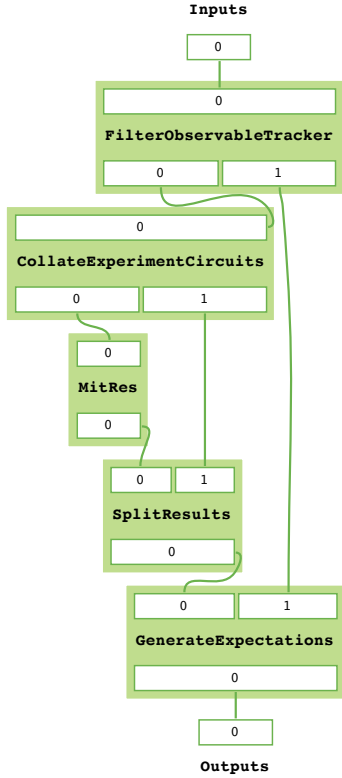 Inputs
0
0
FilterObservableTracker
0 1
0
CollateExperimentCircuits
0 1
0
MitRes
0
0 1
SplitResults
0
0 1
GenerateExpectations
0
0
Outputs